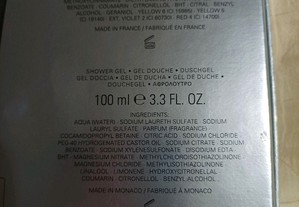 BENZOATE · COUMARIN · CITRONELLOL · BHT · CITRAL · BENZYL
ALCOHOL · GERANIOL · YELLOW 5 (CI 19140) · YELLOW 6
EXT. VIOLET 2 (CI 60730) · RED 4 (CI 14700)
MADE IN FRANCE / FABRIQUÉ EN FRANCE
SHOWER GEL · GEL DOUCHE · DUSCHGEL
GEL DOCCIA · GEL DE DUCHA · GEL DE DUCHE
DOUCHEGEL · ΑΦΡΟΛΟΥΤΡΟ
100 ml ℮ 3.3 FL. OZ.
INGREDIENTS:
AQUA (WATER) · SODIUM LAURETH SULFATE · SODIUM
LAURYL SULFATE · PARFUM (FRAGRANCE)
COCAMIDOPROPYL BETAINE · CITRIC ACID · SODIUM CHLORIDE
PEG-40 HYDROGENATED CASTOR OIL · SODIUM CITRATE · SODIUM
BENZOATE · SODIUM XYLENESULFONATE · DISODIUM EDTA
BHT · MAGNESIUM NITRATE · METHYLCHLOROISOTHIAZOLINONE
MAGNESIUM CHLORIDE · METHYLISOTHIAZOLINONE
LINALOOL · LIMONENE · HYDROXYCITRONELLAL
COUMARIN · CITRONELLOL · BENZYL ALCOHOL
MADE IN MONACO / FABRIQUÉ À MONACO